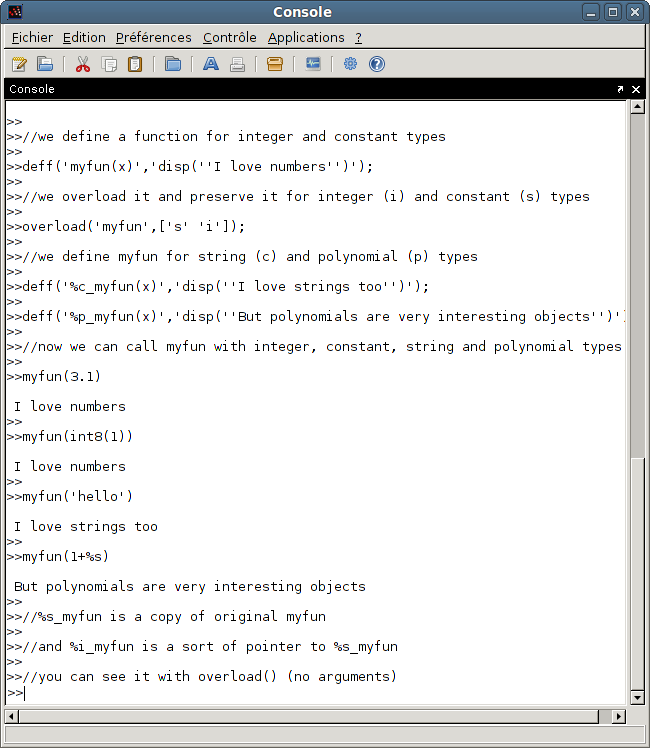 Console
Fichier Edition Préférences Contrôle Applications ?
Console
>>
>>//we define a function for integer and constant types
>>
>>deff('myfun(x)','disp(''I love numbers'')');
>>
>>//we overload it and preserve it for integer (i) and constant (s) types
>>
>>overload('myfun',['s' 'i']);
>>
>>//we define myfun for string (c) and polynomial (p) types
>>
>>deff('%c_myfun(x)','disp(''I love strings too'')');
>>
>>deff('%p_myfun(x)','disp(''But polynomials are very interesting objects'')')
>>
>>//now we can call myfun with integer, constant, string and polynomial types
>>
>>myfun(3.1)
I love numbers
>>
>>myfun(int8(1))
I love numbers
>>
>>myfun('hello')
I love strings too
>>
>>myfun(1+%s)
But polynomials are very interesting objects
>>
>>//%s_myfun is a copy of original myfun
>>
>>//and %i_myfun is a sort of pointer to %s_myfun
>>
>>//you can see it with overload() (no arguments)
>>